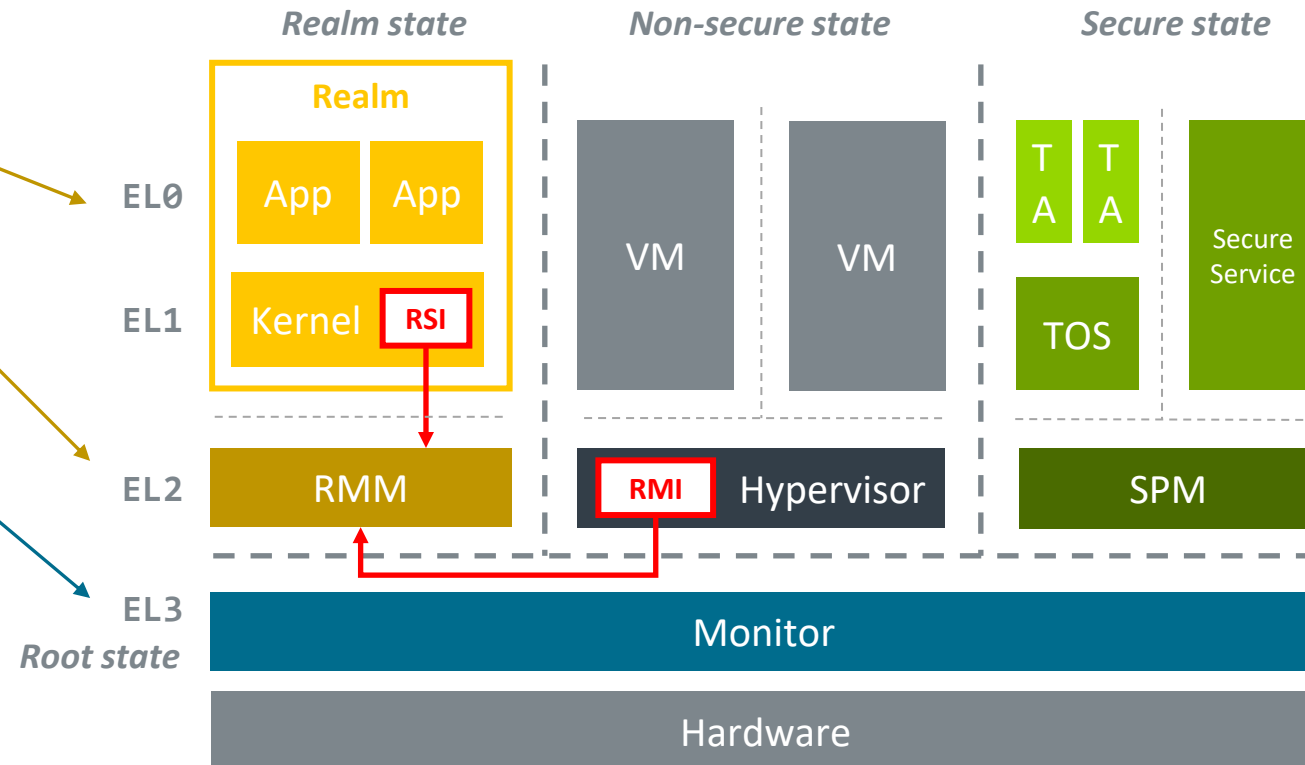 Realm state
Non-secure state
Secure state
Realm
EL0
App
App
VM
VM
T
A
T
A
Secure
Service
EL1
Kernel
RSI
TOS
EL2
RMM
RMI
Hypervisor
SPM
EL3
Root state
Monitor
Hardware